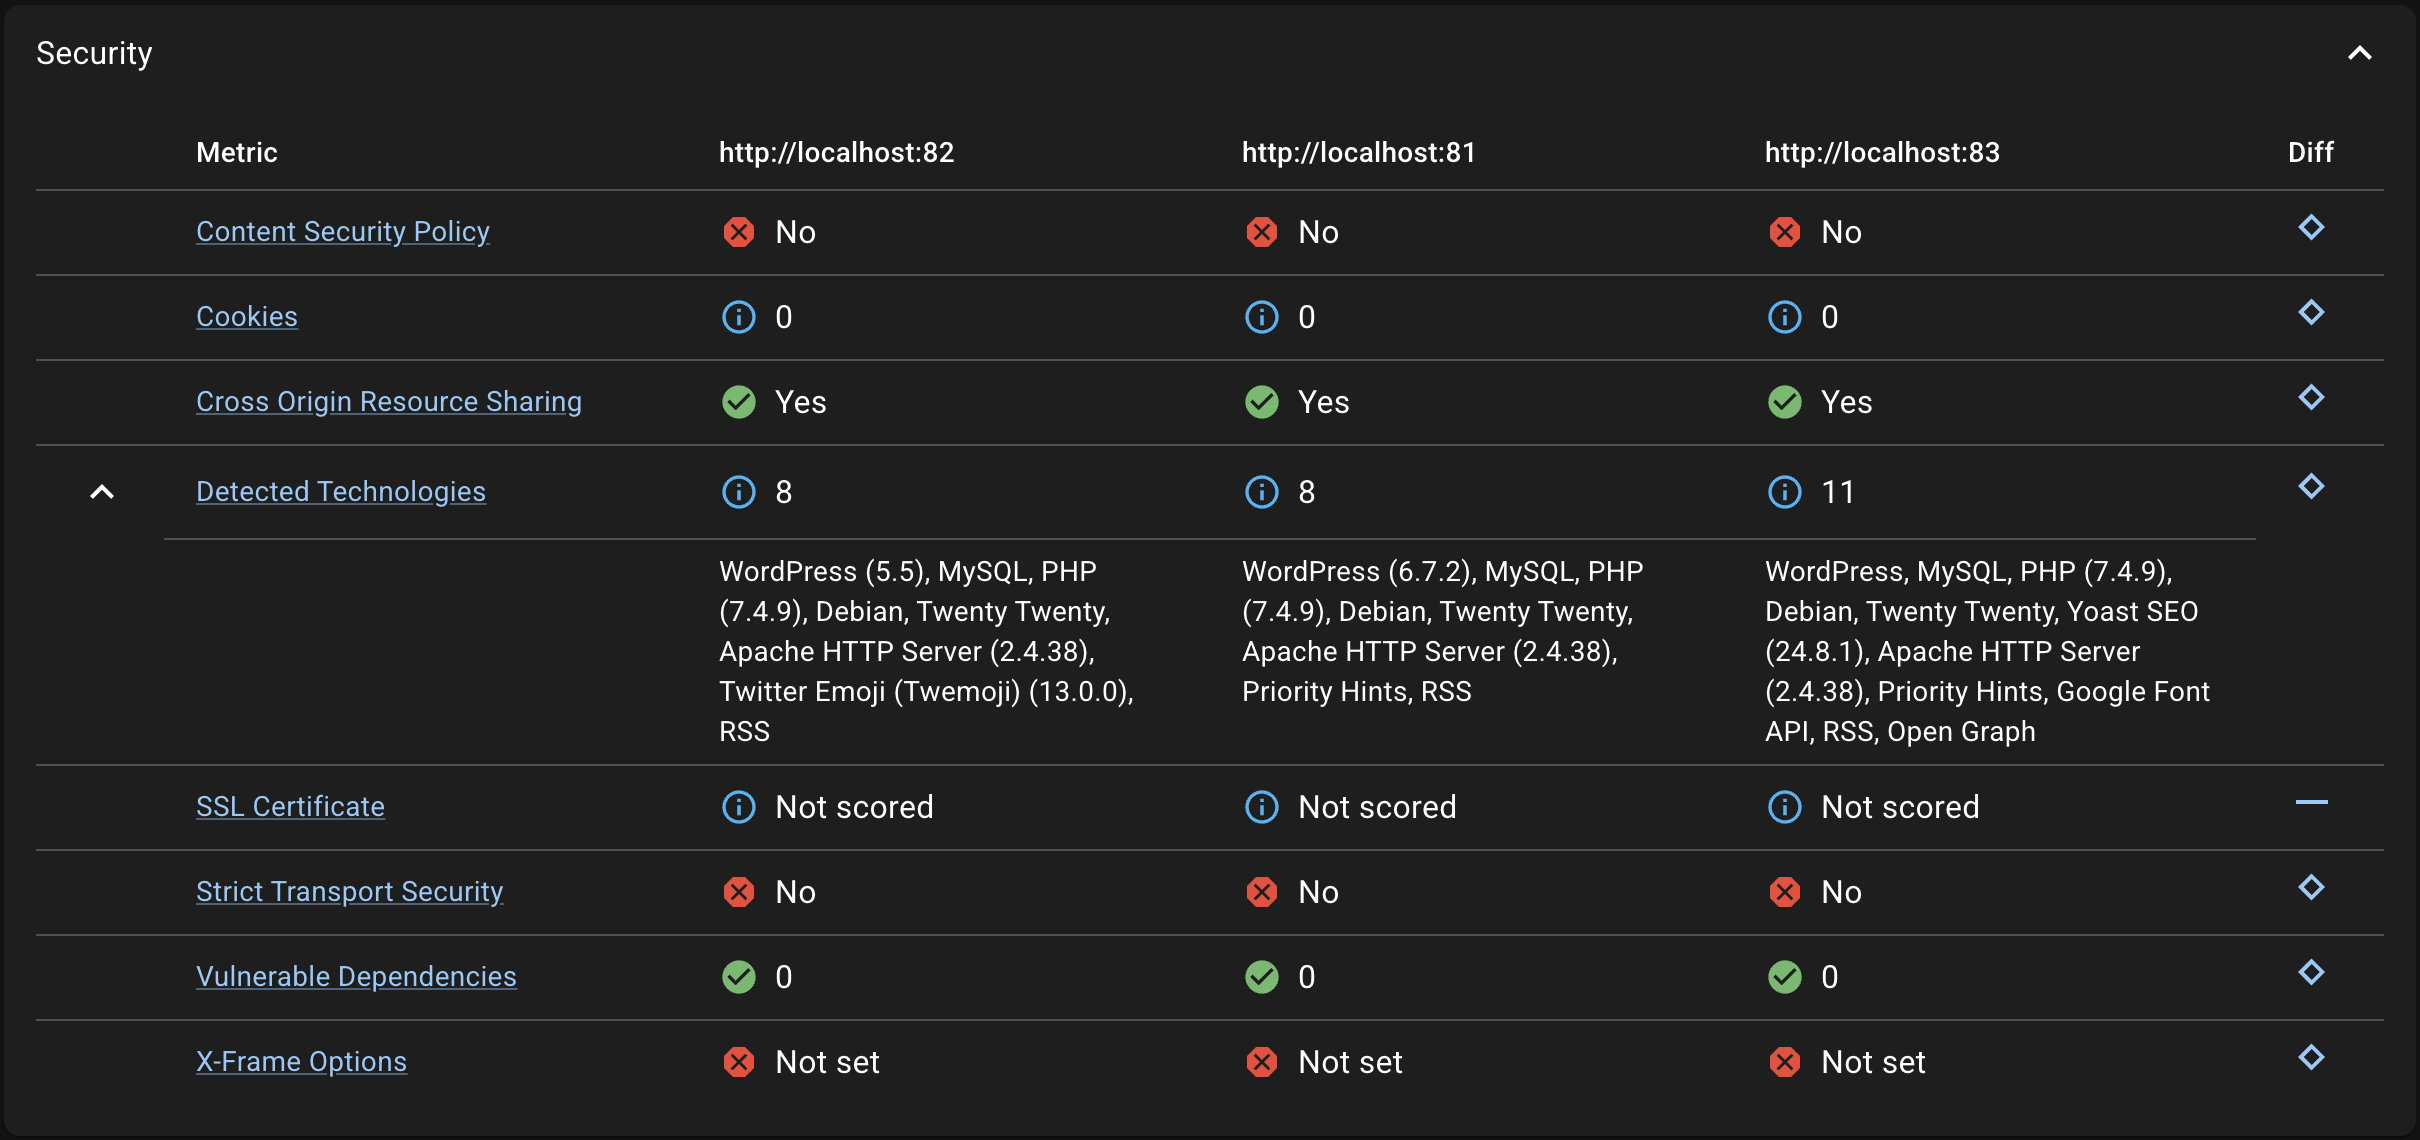 Security
Metric http://localhost:82 http://localhost:81 http://localhost:83 Diff
Content Security Policy No No No
Cookies 0 0 0
Cross Origin Resource Sharing Yes Yes Yes
Detected Technologies 8 8 11
WordPress (5.5), MySQL, PHP
(7.4.9), Debian, Twenty Twenty,
Apache HTTP Server (2.4.38),
Twitter Emoji (Twemoji) (13.0.0),
RSS
WordPress (6.7.2), MySQL, PHP
(7.4.9), Debian, Twenty Twenty,
Apache HTTP Server (2.4.38),
Priority Hints, RSS
WordPress, MySQL, PHP (7.4.9),
Debian, Twenty Twenty, Yoast SEO
(24.8.1), Apache HTTP Server
(2.4.38), Priority Hints, Google Font
API, RSS, Open Graph
SSL Certificate Not scored Not scored Not scored
Strict Transport Security No No No
Vulnerable Dependencies 0 0 0
X-Frame Options Not set Not set Not set